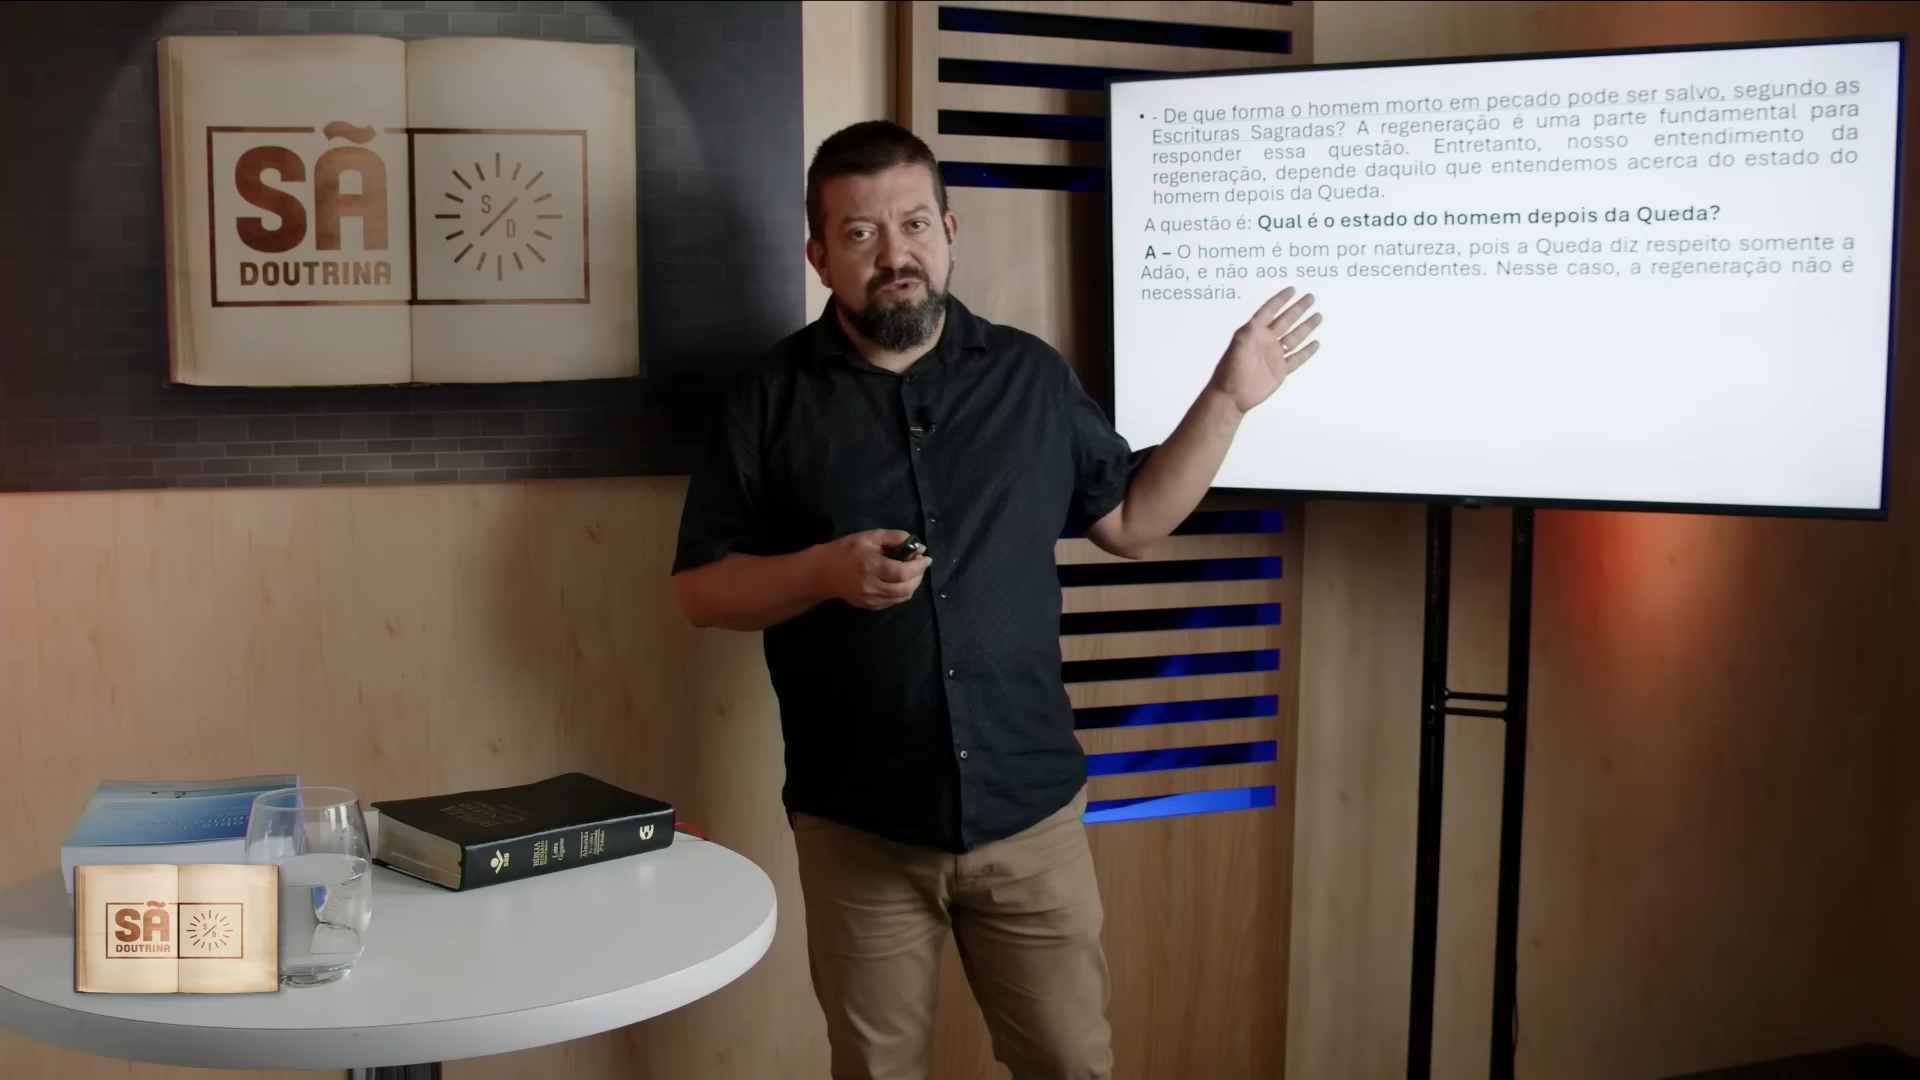 SÃ
DOUTRINA
S
D
• - De que forma o homem morto em pecado pode ser salvo, segundo as
Escrituras Sagradas? A regeneração é uma parte fundamental para
responder essa questão. Entretanto, nosso entendimento da
regeneração, depende daquilo que entendemos acerca do estado do
homem depois da Queda.
A questão é: Qual é o estado do homem depois da Queda?
A – O homem é bom por natureza, pois a Queda diz respeito somente a
Adão, e não aos seus descendentes. Nesse caso, a regeneração não é
necessária.
BÍBLIA
Letra
Gigante
Almeida
SÃ
DOUTRINA
S
D